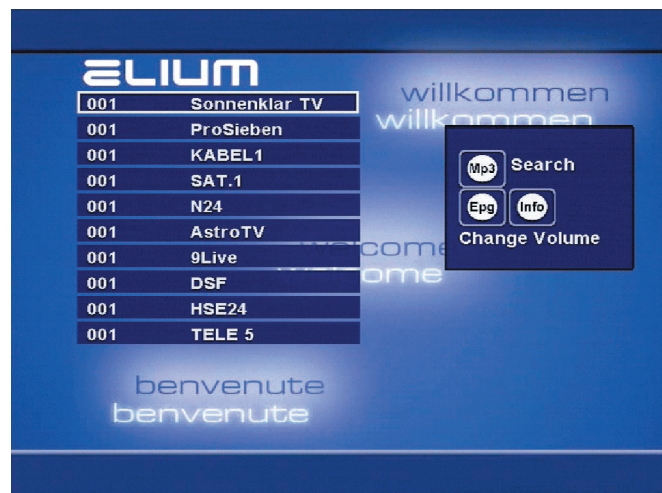 ELIUM
willkommen
willkommen
001 Sonnenklar TV
001 ProSieben
001 KABEL1
001 SAT.1
001 N24
001 AstroTV
001 9Live
001 DSF
001 HSE24
001 TELE 5
Mp3 Search
Epg Info
Change Volume
welcome
welcome
benvenute
benvenute